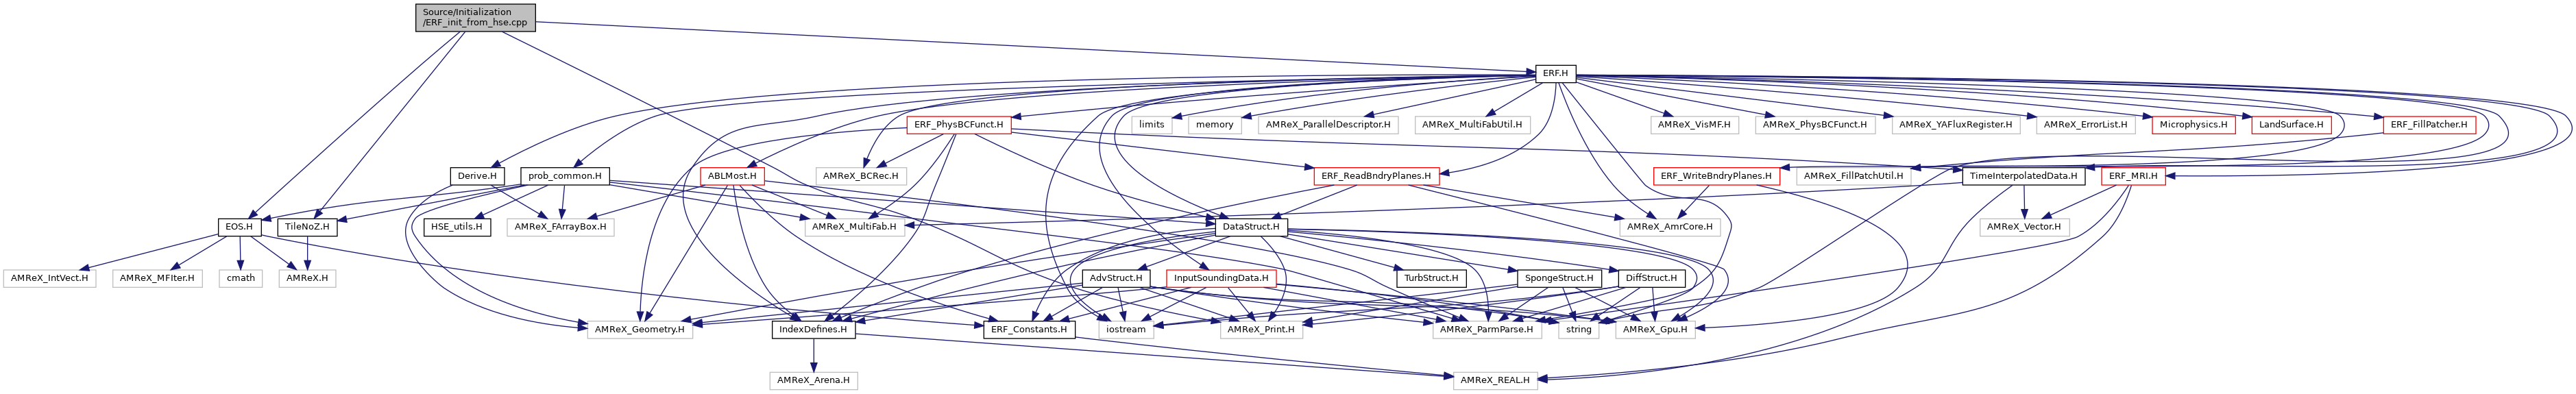 Source/Initialization
/ERF_init_from_hse.cpp
ERF.H
ERF_PhysBCFunct.H
limits
memory
AMReX_ParallelDescriptor.H
AMReX_MultiFabUtil.H
AMReX_VisMF.H
AMReX_PhysBCFunct.H
AMReX_YAFluxRegister.H
AMReX_ErrorList.H
Microphysics.H
LandSurface.H
ERF_FillPatcher.H
Derive.H
prob_common.H
ABLMost.H
AMReX_BCRec.H
ERF_ReadBndryPlanes.H
ERF_WriteBndryPlanes.H
AMReX_FillPatchUtil.H
TimeInterpolatedData.H
ERF_MRI.H
EOS.H
TileNoZ.H
HSE_utils.H
AMReX_FArrayBox.H
AMReX_MultiFab.H
DataStruct.H
AMReX_AmrCore.H
AMReX_Vector.H
AMReX_IntVect.H
AMReX_MFIter.H
cmath
AMReX.H
AdvStruct.H
InputSoundingData.H
TurbStruct.H
SpongeStruct.H
DiffStruct.H
AMReX_Geometry.H
IndexDefines.H
ERF_Constants.H
iostream
AMReX_Print.H
AMReX_ParmParse.H
string
AMReX_Gpu.H
AMReX_Arena.H
AMReX_REAL.H